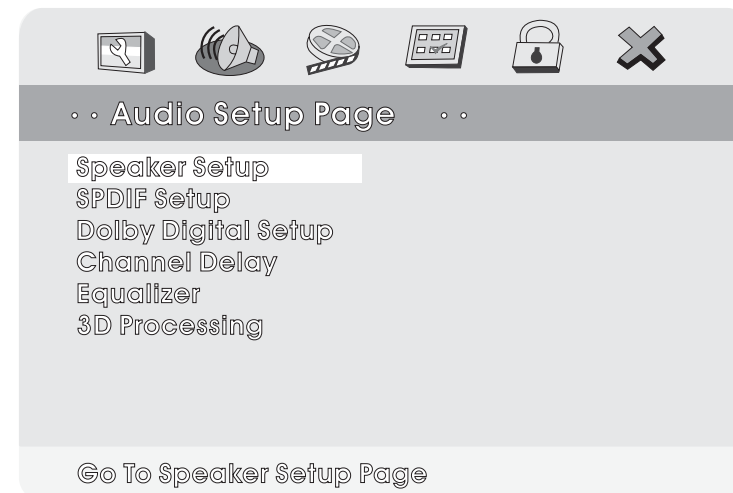 Audio Setup Page
Speaker Setup
SPDIF Setup
Dolby Digital Setup
Channel Delay
Equalizer
3D Processing
Go To Speaker Setup Page